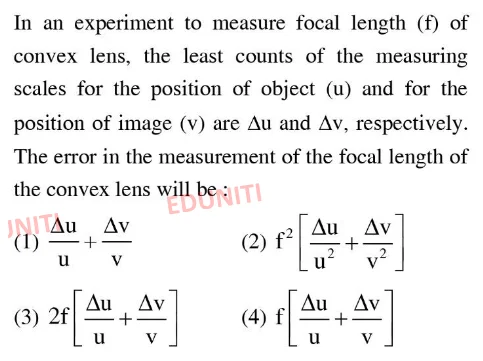 In an experiment to measure focal length (f) of
convex lens, the least counts of the measuring
scales for the position of object (u) and for the
position of image (v) are Δu and Δv, respectively.
The error in the measurement of the focal length of
the convex lens will be :
EDUNITI
UNITI
(1) Δu/u + Δv/v (2) f²[Δu/u² + Δv/v²]
(3) 2f[Δu/u + Δv/v] (4) f[Δu/u + Δv/v]